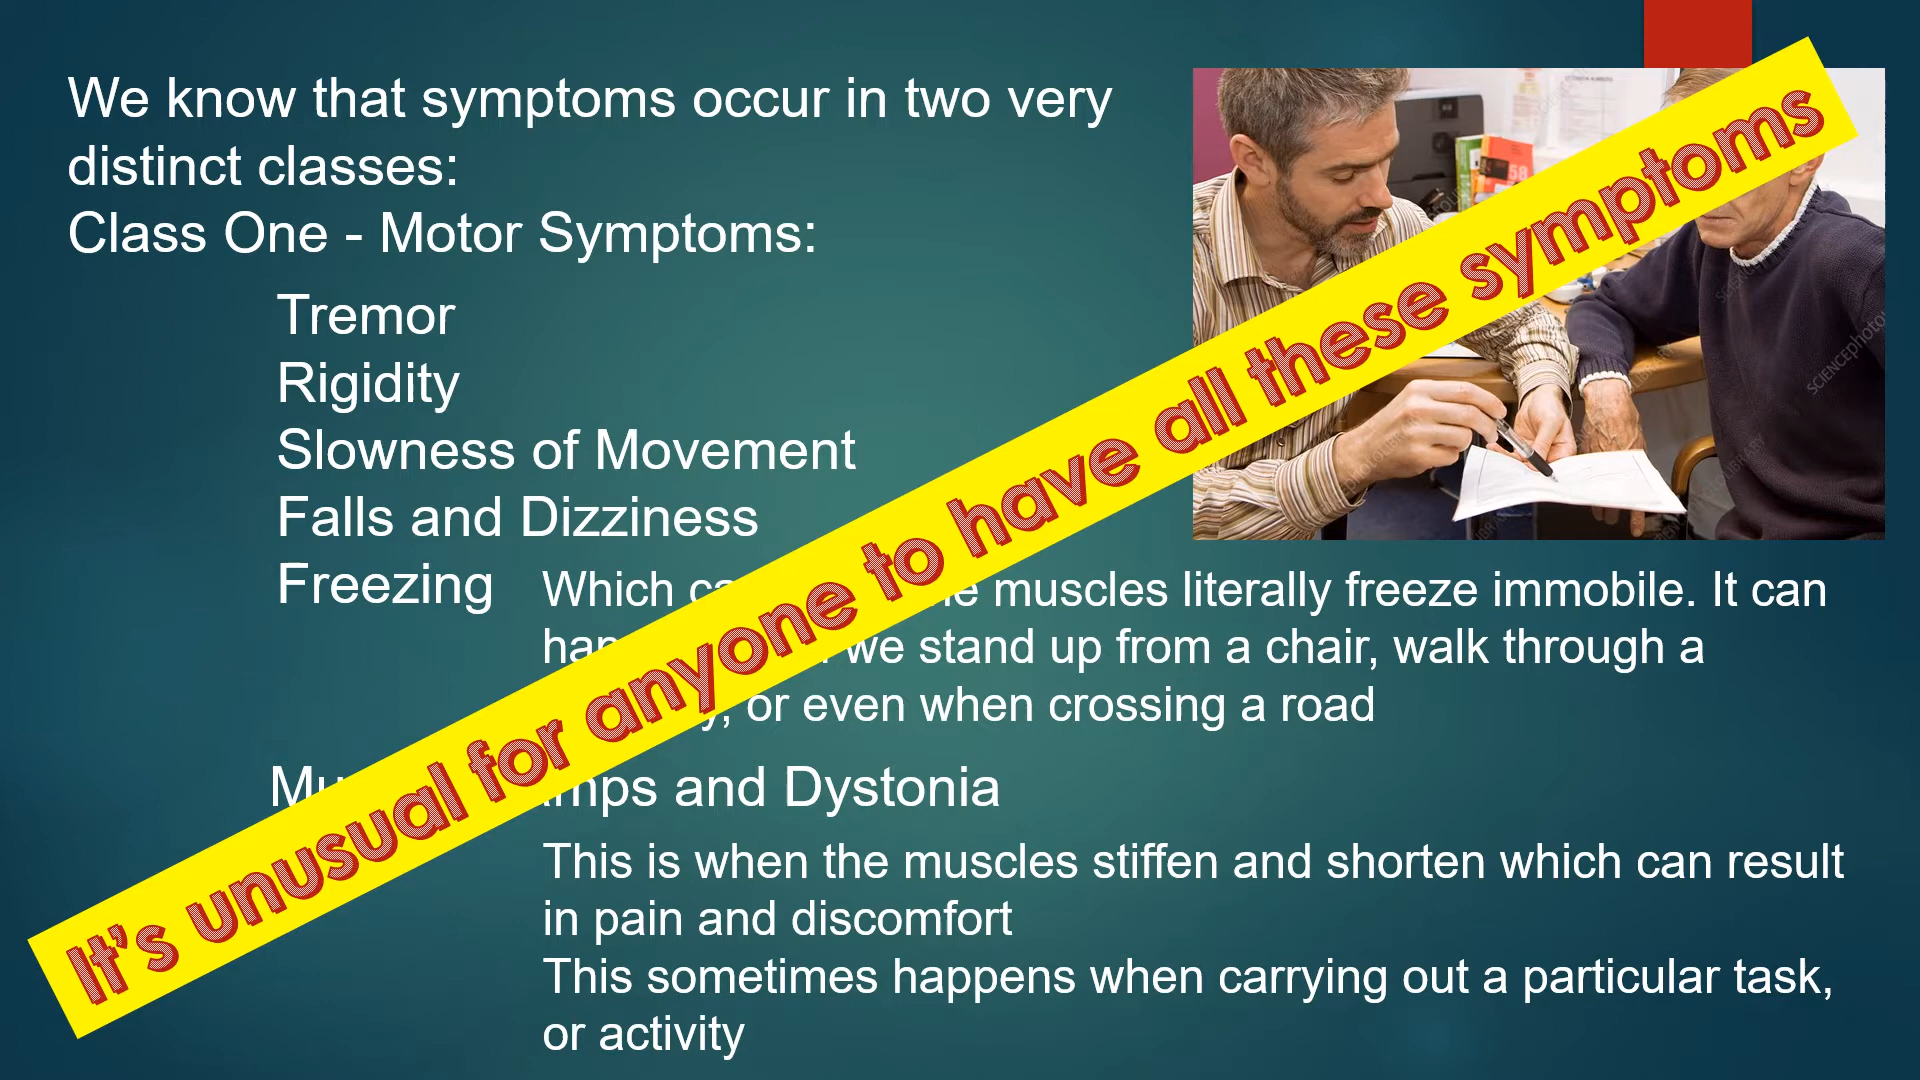 We know that symptoms occur in two very
distinct classes:
Class One - Motor Symptoms:
Tremor
Rigidity
Slowness of Movement
Falls and Dizziness
Freezing
Which muscles literally freeze immobile. It can
we stand up from a chair, walk through a
or even when crossing a road
and Dystonia
This is when the muscles stiffen and shorten which can result
in pain and discomfort
This sometimes happens when carrying out a particular task,
or activity
It's unusual for anyone to have all these symptoms
58
SCIENCEphotoLIBRARY